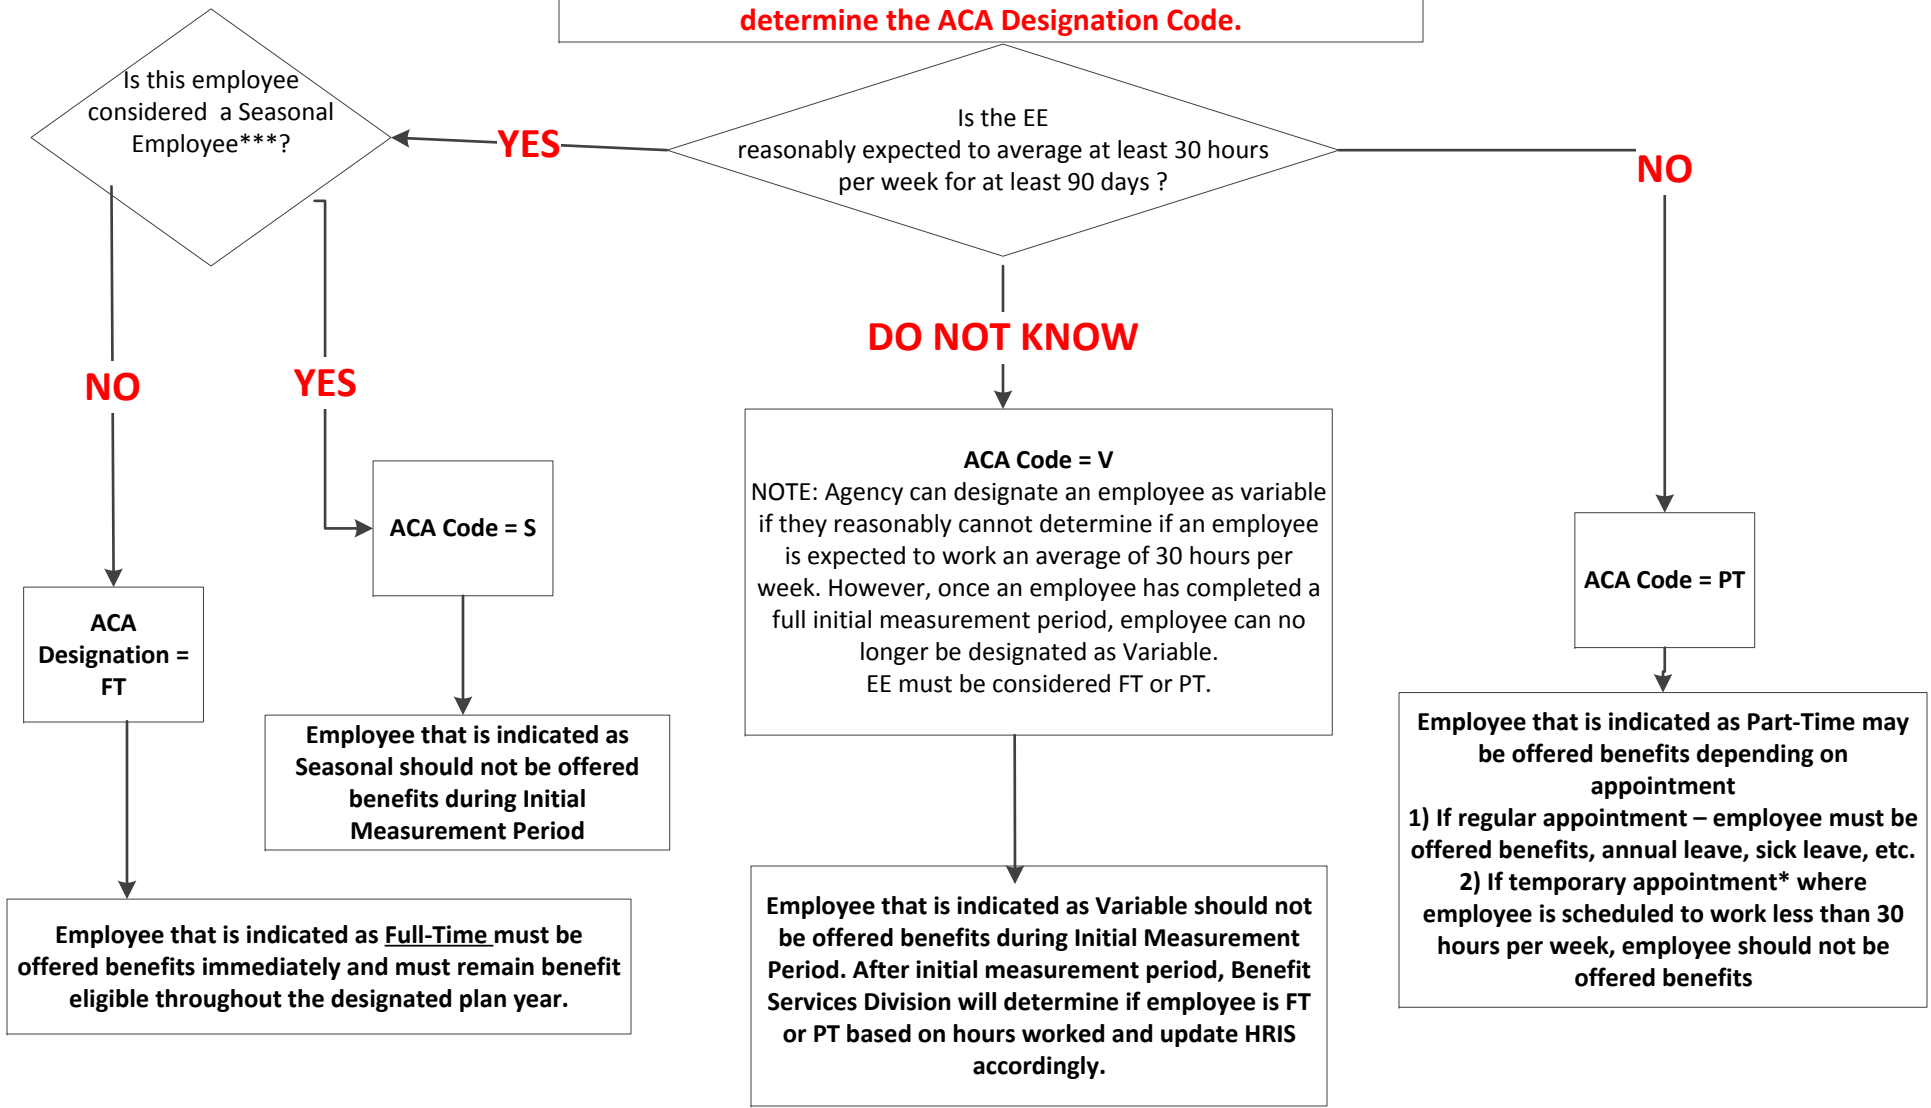 determine the ACA Designation Code.
Is this employee
considered  a Seasonal
Employee***?
YES
Is the EE
reasonably expected to average at least 30 hours
per week for at least 90 days ?
NO
DO NOT KNOW
NO
YES
ACA Code = S
ACA
Designation =
FT
ACA Code = V
NOTE: Agency can designate an employee as variable
if they reasonably cannot determine if an employee
is expected to work an average of 30 hours per
week. However, once an employee has completed a
full initial measurement period, employee can no
longer be designated as Variable.
EE must be considered FT or PT.
ACA Code = PT
Employee that is indicated as
Seasonal should not be offered
benefits during Initial
Measurement Period
Employee that is indicated as Full-Time must be
offered benefits immediately and must remain benefit
eligible throughout the designated plan year.
Employee that is indicated as Variable should not
be offered benefits during Initial Measurement
Period. After initial measurement period, Benefit
Services Division will determine if employee is FT
or PT based on hours worked and update HRIS
accordingly.
Employee that is indicated as Part-Time may
be offered benefits depending on
appointment
1) If regular appointment – employee must be
offered benefits, annual leave, sick leave, etc.
2) If temporary appointment* where
employee is scheduled to work less than 30
hours per week, employee should not be
offered benefits